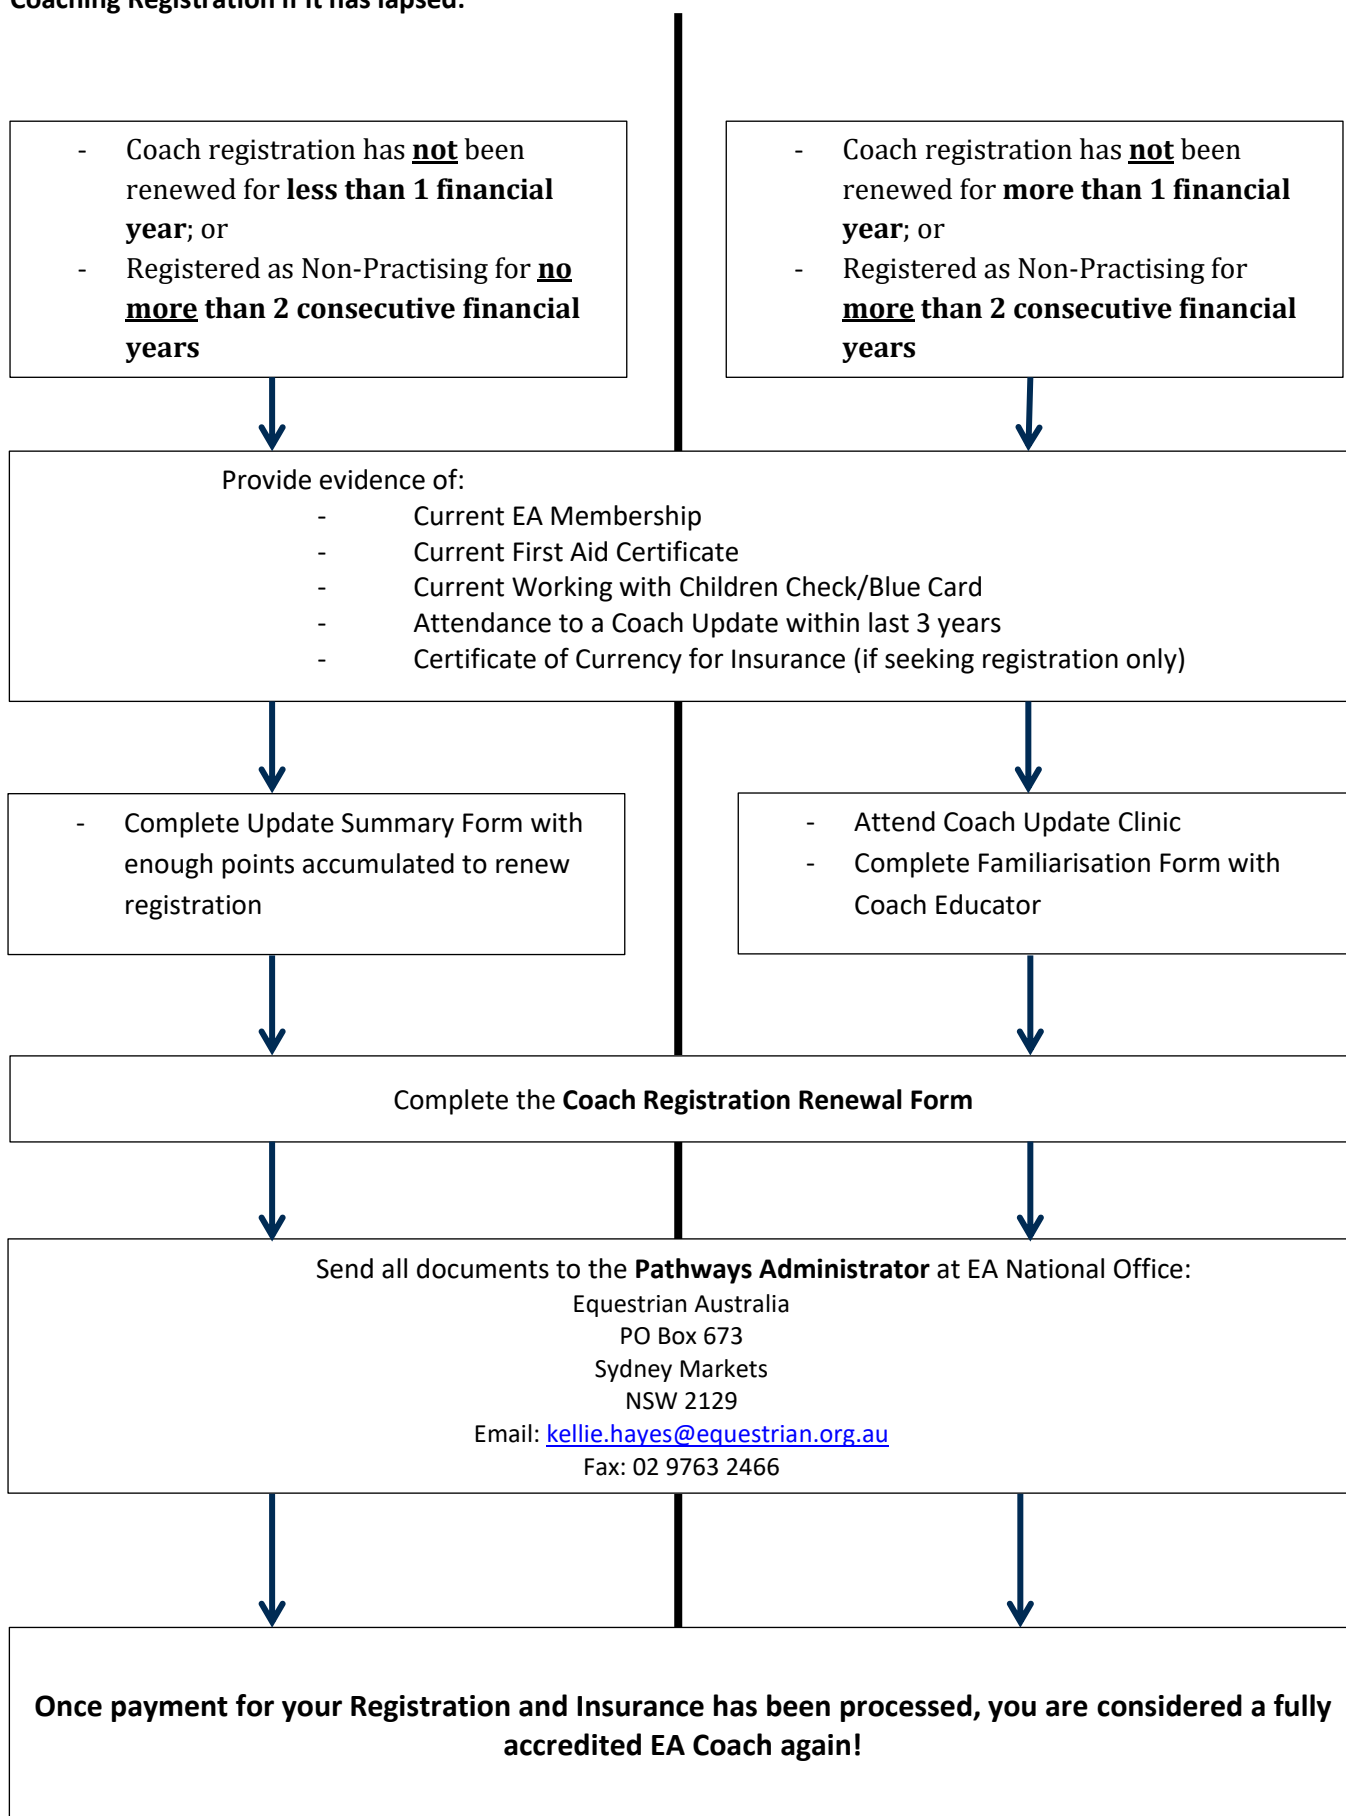 Coaching Registration if it has lapsed:
- Coach registration has not been
renewed for less than 1 financial
year; or
- Registered as Non-Practising for no
more than 2 consecutive financial
years
- Coach registration has not been
renewed for more than 1 financial
year; or
- Registered as Non-Practising for
more than 2 consecutive financial
years
Provide evidence of:
- Current EA Membership
- Current First Aid Certificate
- Current Working with Children Check/Blue Card
- Attendance to a Coach Update within last 3 years
- Certificate of Currency for Insurance (if seeking registration only)
- Complete Update Summary Form with
enough points accumulated to renew
registration
- Attend Coach Update Clinic
- Complete Familiarisation Form with
Coach Educator
Complete the Coach Registration Renewal Form
Send all documents to the Pathways Administrator at EA National Office:
Equestrian Australia
PO Box 673
Sydney Markets
NSW 2129
Email: kellie.hayes@equestrian.org.au
Fax: 02 9763 2466
Once payment for your Registration and Insurance has been processed, you are considered a fully
accredited EA Coach again!